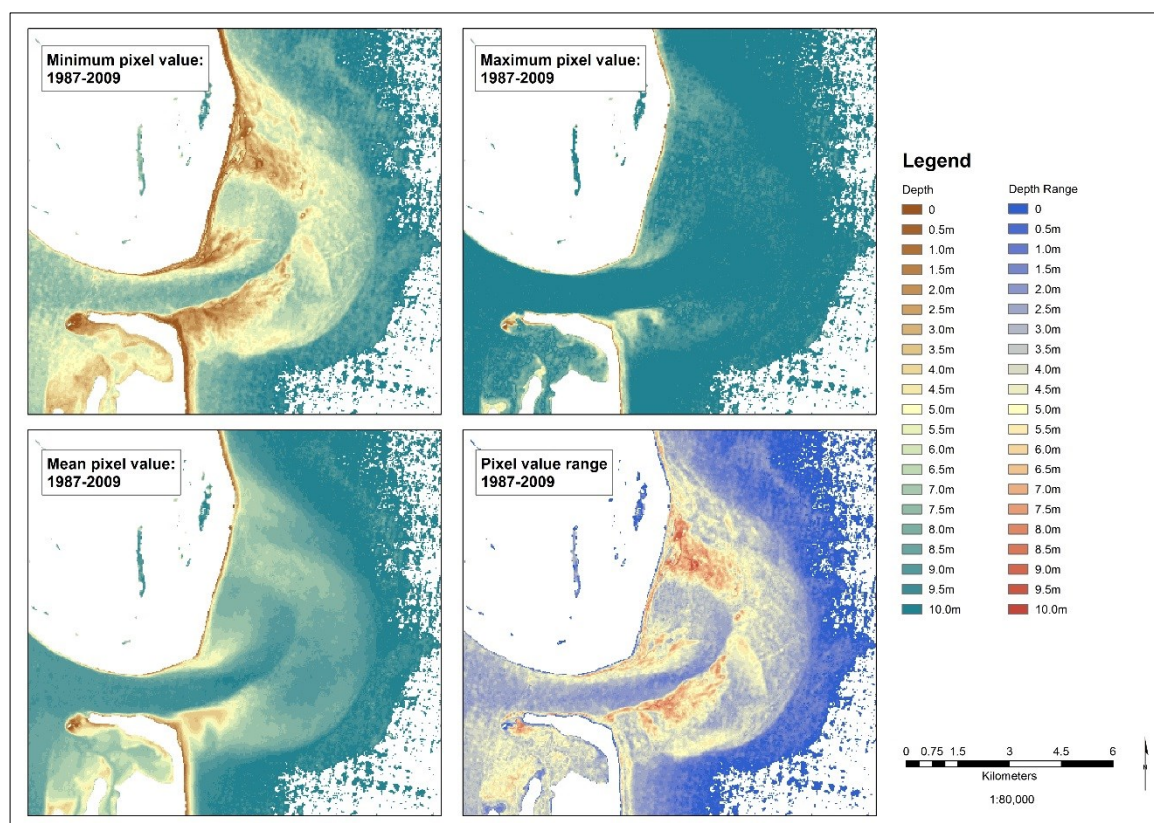 Minimum pixel value:
1987-2009
Maximum pixel value:
1987-2009
Mean pixel value:
1987-2009
Pixel value range
1987-2009
Legend
Depth
0
0.5m
1.0m
1.5m
2.0m
2.5m
3.0m
3.5m
4.0m
4.5m
5.0m
5.5m
6.0m
6.5m
7.0m
7.5m
8.0m
8.5m
9.0m
9.5m
10.0m
Depth Range
0
0.5m
1.0m
1.5m
2.0m
2.5m
3.0m
3.5m
4.0m
4.5m
5.0m
5.5m
6.0m
6.5m
7.0m
7.5m
8.0m
8.5m
9.0m
9.5m
10.0m
0 0.75 1.5 3 4.5 6
Kilometers
1:80,000
N